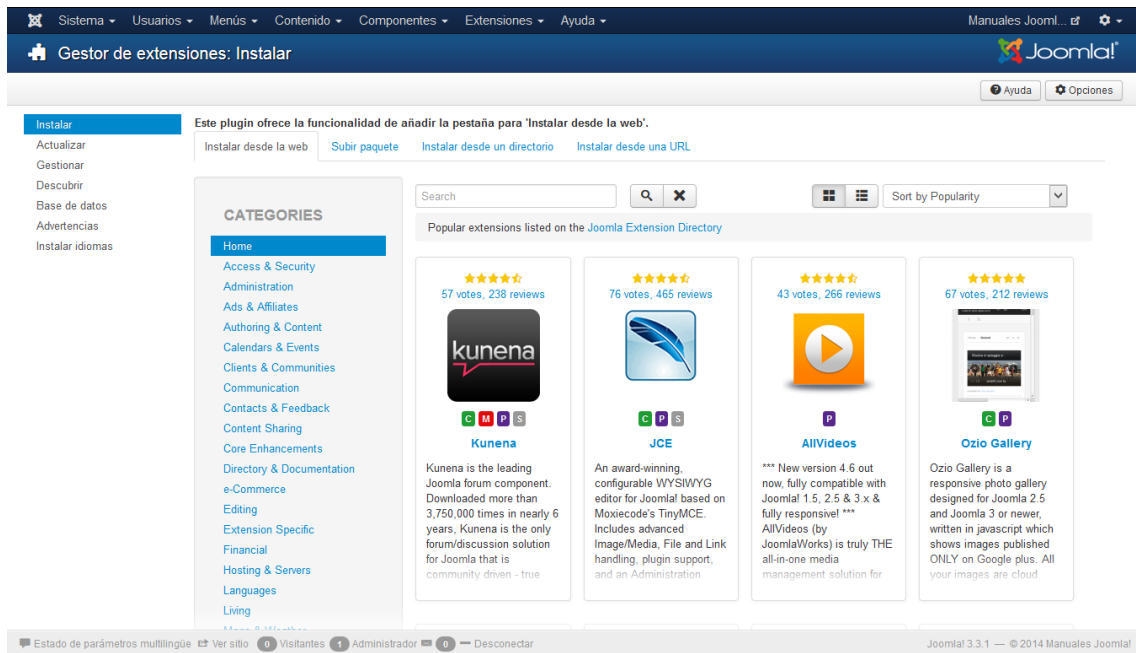 Sistema Usuarios Menús Contenido Componentes Extensiones Ayuda Manuales Jooml...
Gestor de extensiones: Instalar Joomla!
Ayuda Opciones
Instalar
Actualizar
Gestionar
Descubrir
Base de datos
Advertencias
Instalar idiomas
Este plugin ofrece la funcionalidad de añadir la pestaña para 'Instalar desde la web'.
Instalar desde la web Subir paquete Instalar desde un directorio Instalar desde una URL
CATEGORIES
Home
Access & Security
Administration
Ads & Affiliates
Authoring & Content
Calendars & Events
Clients & Communities
Communication
Contacts & Feedback
Content Sharing
Core Enhancements
Directory & Documentation
e-Commerce
Editing
Extension Specific
Financial
Hosting & Servers
Languages
Living
Search Sort by Popularity
Popular extensions listed on the Joomla Extension Directory
57 votes, 238 reviews
kunena
C M P S
Kunena
Kunena is the leading
Joomla forum component.
Downloaded more than
3,750,000 times in nearly 6
years, Kunena is the only
forum/discussion solution
for Joomla that is
community driven - true
76 votes, 465 reviews
C P S
JCE
An award-winning,
configurable WYSIWYG
editor for Joomla! based on
Moxiecode's TinyMCE.
Includes advanced
Image/Media, File and Link
handling, plugin support,
and an Administration
43 votes, 266 reviews
P
AllVideos
*** New version 4.6 out
now, fully compatible with
Joomla! 1.5, 2.5 & 3.x &
fully responsive! ***
AllVideos (by
JoomlaWorks) is truly THE
all-in-one media
management solution for
67 votes, 212 reviews
C P
Ozio Gallery
Ozio Gallery is a
responsive photo gallery
designed for Joomla 2.5
and Joomla 3 or newer,
written in javascript which
shows images published
ONLY on Google plus. All
your images are cloud
Estado de parámetros multilingüe Ver sitio 0 Visitantes 1 Administrador 0 Desconectar Joomla! 3.3.1 — © 2014 Manuales Joomla!